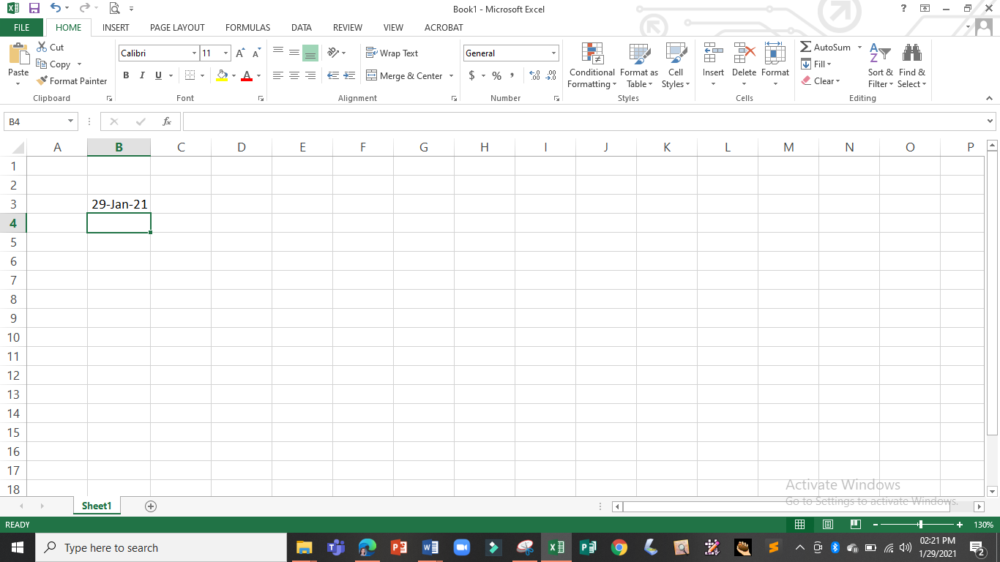 Book1 - Microsoft Excel
FILE HOME INSERT PAGE LAYOUT FORMULAS DATA REVIEW VIEW ACROBAT
Paste
Cut
Copy
Format Painter
Clipboard
Calibri 11
B I U
Font
Wrap Text
Merge & Center
Alignment
General
$ % ,
Number
Conditional Formatting
Format as Table
Cell Styles
Styles
Insert Delete Format
Cells
AutoSum
Fill
Clear
Sort & Filter
Find & Select
Editing
B4 fx
A B C D E F G H I J K L M N O P
1
2
3 29-Jan-21
4
5
6
7
8
9
10
11
12
13
14
15
16
17
18
Activate Windows
Go to Settings to activate Windows.
Sheet1
READY 130%
Type here to search
02:21 PM
1/29/2021
2